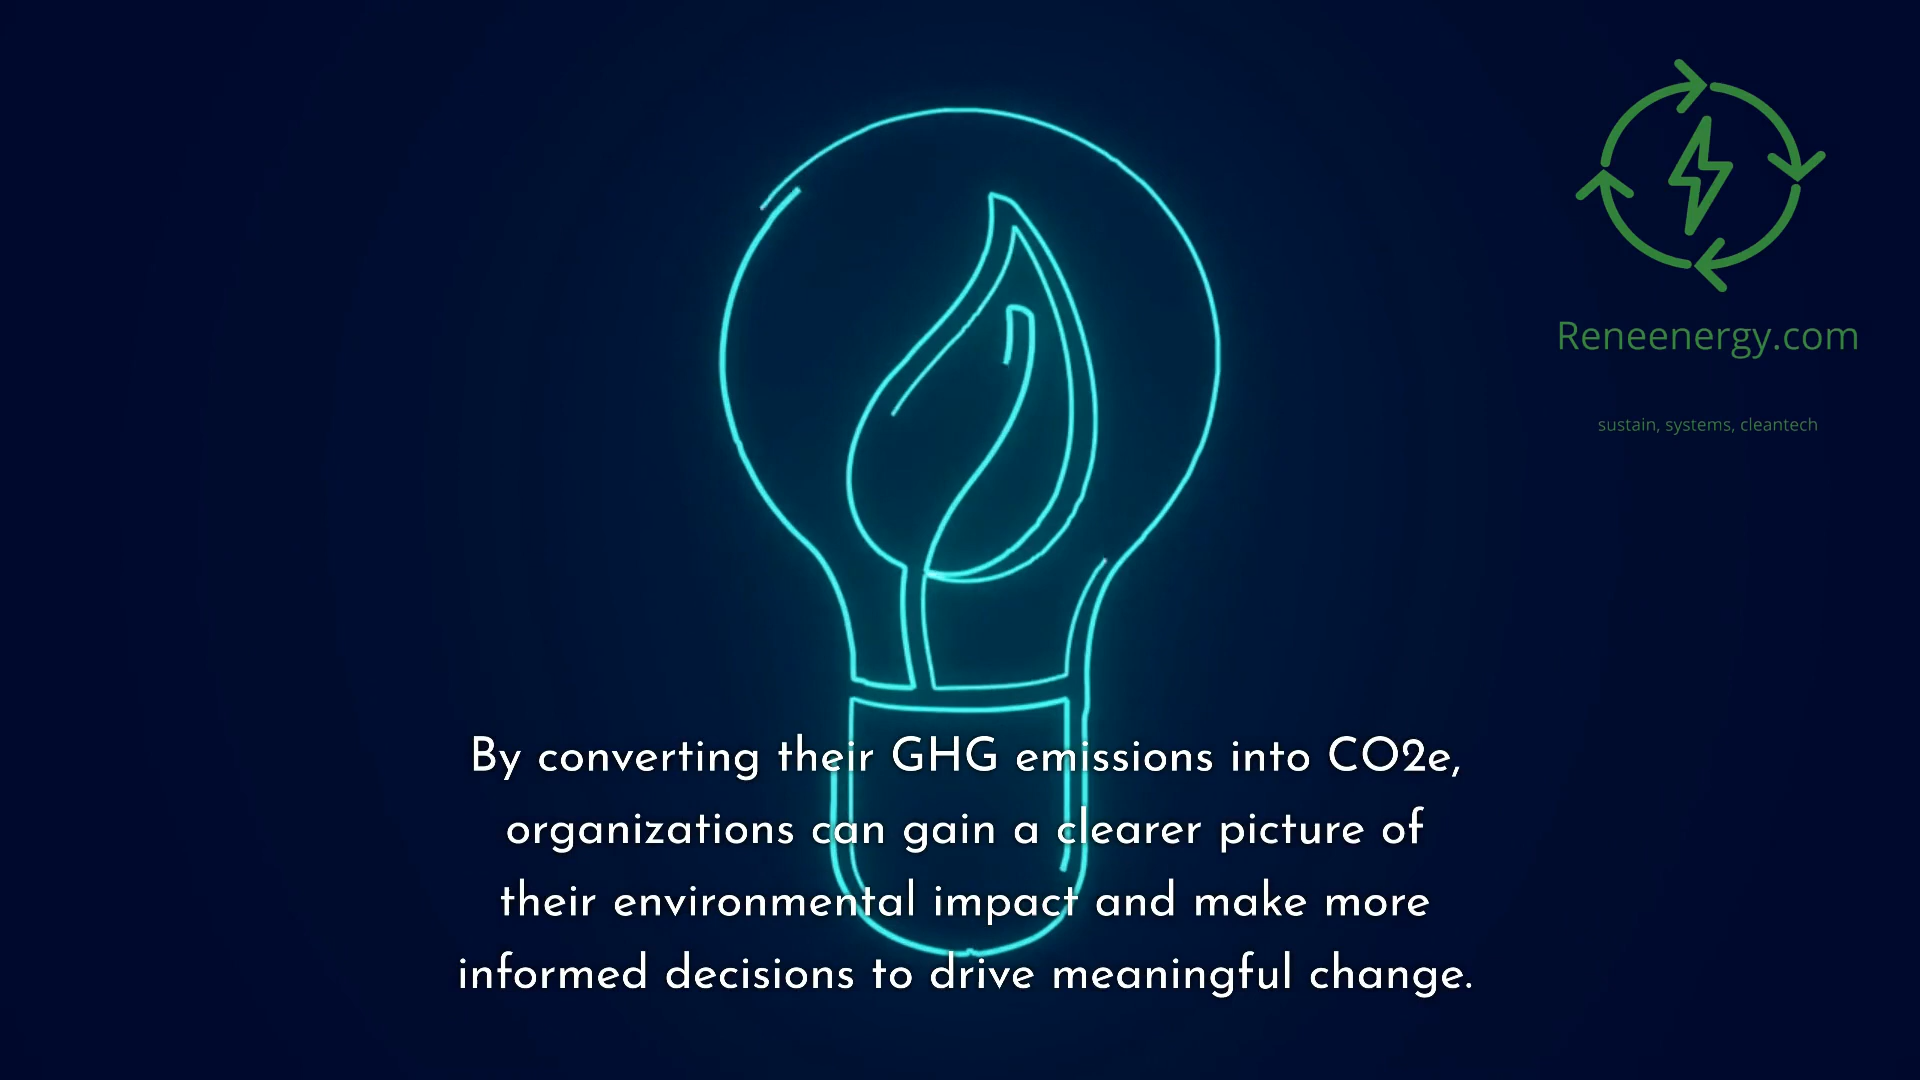 Reneenergy.com
sustain, systems, cleantech
By converting their GHG emissions into CO2e,
organizations can gain a clearer picture of
their environmental impact and make more
informed decisions to drive meaningful change.